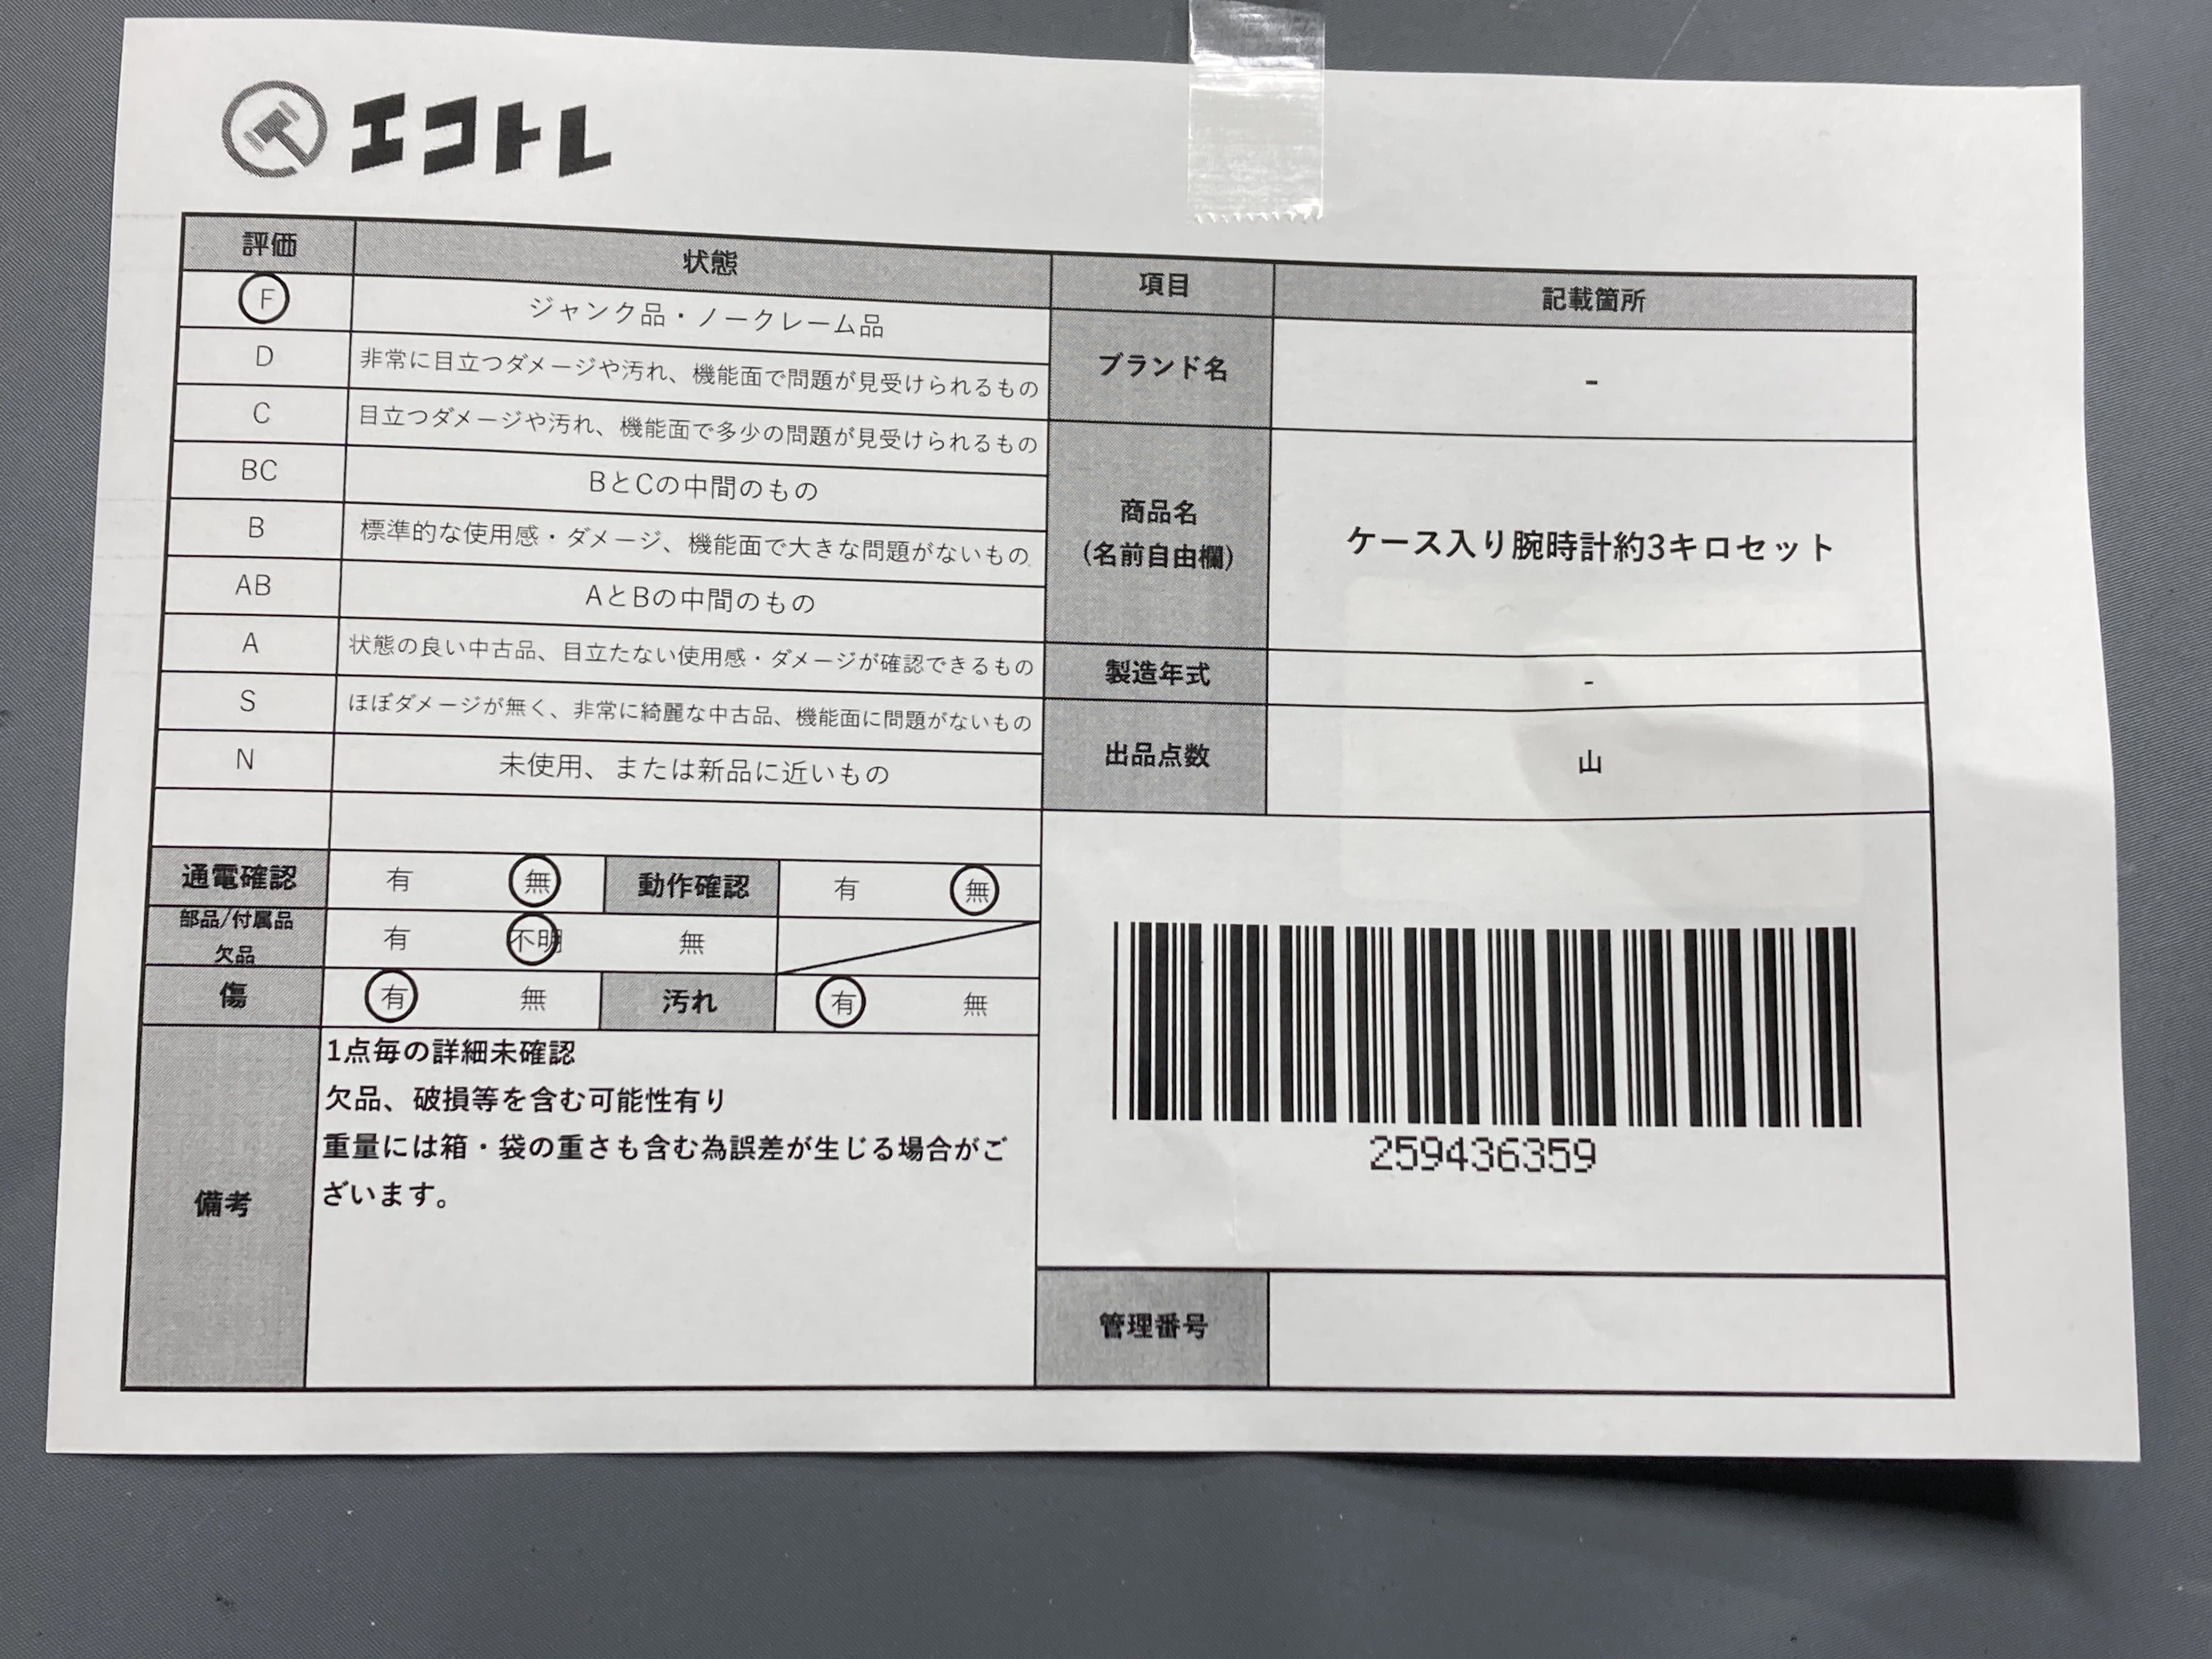 エコトレ
評価 状態 項目 記載箇所
F ジャンク品・ノークレーム品
D 非常に目立つダメージや汚れ、機能面で問題が見受けられるもの
ブランド名 -
C 目立つダメージや汚れ、機能面で多少の問題が見受けられるもの
BC BとCの中間のもの
B 標準的な使用感・ダメージ、機能面で大きな問題がないもの
商品名
(名前自由欄)
ケース入り腕時計約3キロセット
AB AとBの中間のもの
A 状態の良い中古品、目立たない使用感・ダメージが確認できるもの
製造年式 -
S ほぼダメージが無く、非常に綺麗な中古品、機能面に問題がないもの
N 未使用、または新品に近いもの
出品点数 山
通電確認 有 無 動作確認 有 無
部品/付属品
欠品
有 不明 無
傷 有 無 汚れ 有 無
備考
1点毎の詳細未確認
欠品、破損等を含む可能性有り
重量には箱・袋の重さも含む為誤差が生じる場合がご
ざいます。
259436359
管理番号